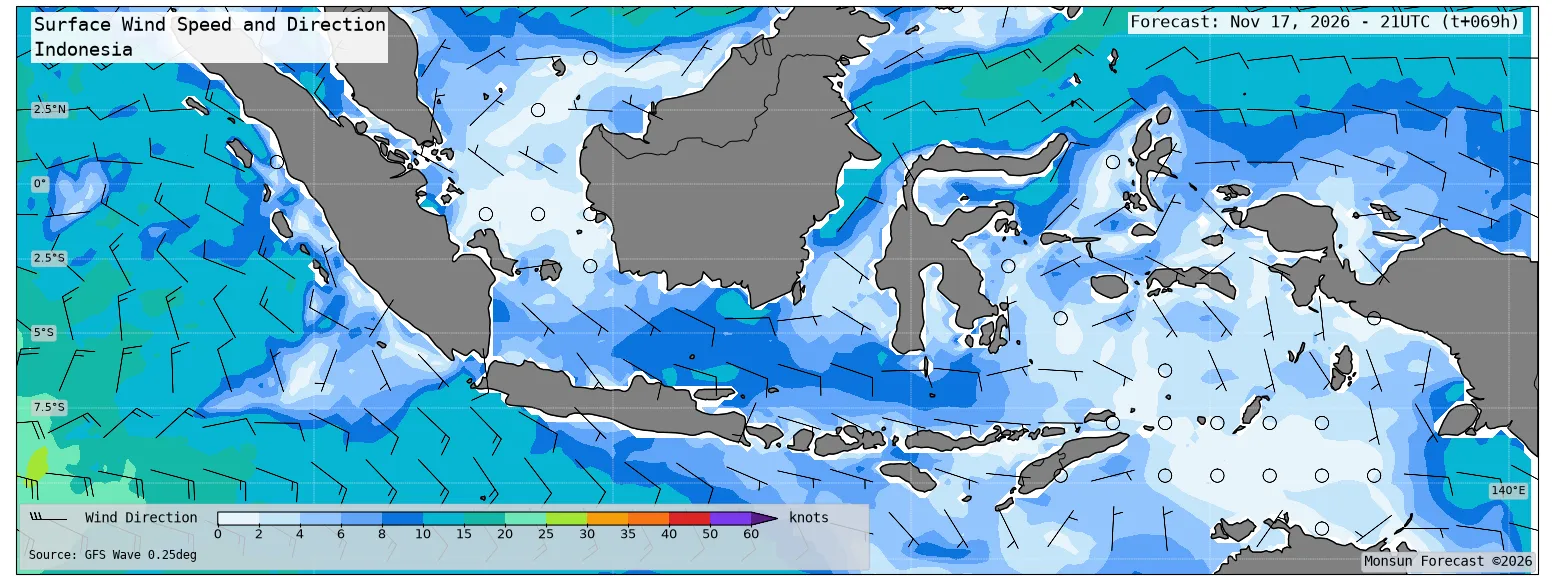 Surface Wind Speed and Direction
Indonesia
Forecast: Nov 17, 2026 - 21UTC (t+069h)
2.5°N
0°
2.5°S
5°S
7.5°S
140°E
Wind Direction
0 2 4 6 8 10 15 20 25 30 35 40 50 60
knots
Source: GFS Wave 0.25deg
Monsun Forecast ©2026